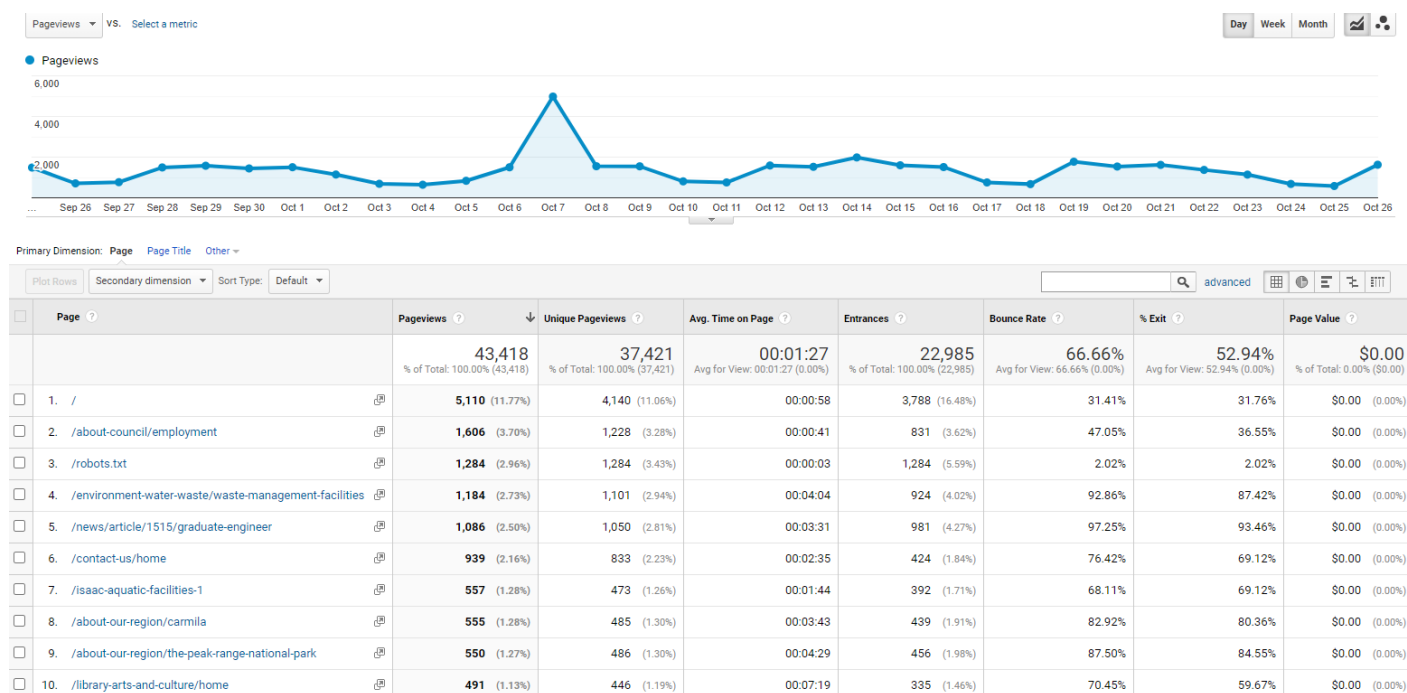 Pageviews VS. Select a metric Day Week Month
Pageviews
6,000
4,000
2,000
... Sep 26 Sep 27 Sep 28 Sep 29 Sep 30 Oct 1 Oct 2 Oct 3 Oct 4 Oct 5 Oct 6 Oct 7 Oct 8 Oct 9 Oct 10 Oct 11 Oct 12 Oct 13 Oct 14 Oct 15 Oct 16 Oct 17 Oct 18 Oct 19 Oct 20 Oct 21 Oct 22 Oct 23 Oct 24 Oct 25 Oct 26
Primary Dimension: Page Page Title Other
Plot Rows Secondary dimension Sort Type: Default advanced
Page ? Pageviews ? Unique Pageviews ? Avg. Time on Page ? Entrances ? Bounce Rate ? % Exit ? Page Value ?
43,418 37,421 00:01:27 22,985 66.66% 52.94% $0.00
% of Total: 100.00% (43,418) % of Total: 100.00% (37,421) Avg for View: 00:01:27 (0.00%) % of Total: 100.00% (22,985) Avg for View: 66.66% (0.00%) Avg for View: 52.94% (0.00%) % of Total: 0.00% ($0.00)
1. / 5,110 (11.77%) 4,140 (11.06%) 00:00:58 3,788 (16.48%) 31.41% 31.76% $0.00 (0.00%)
2. /about-council/employment 1,606 (3.70%) 1,228 (3.28%) 00:00:41 831 (3.62%) 47.05% 36.55% $0.00 (0.00%)
3. /robots.txt 1,284 (2.96%) 1,284 (3.43%) 00:00:03 1,284 (5.59%) 2.02% 2.02% $0.00 (0.00%)
4. /environment-water-waste/waste-management-facilities 1,184 (2.73%) 1,101 (2.94%) 00:04:04 924 (4.02%) 92.86% 87.42% $0.00 (0.00%)
5. /news/article/1515/graduate-engineer 1,086 (2.50%) 1,050 (2.81%) 00:03:31 981 (4.27%) 97.25% 93.46% $0.00 (0.00%)
6. /contact-us/home 939 (2.16%) 833 (2.23%) 00:02:35 424 (1.84%) 76.42% 69.12% $0.00 (0.00%)
7. /isaac-aquatic-facilities-1 557 (1.28%) 473 (1.26%) 00:01:44 392 (1.71%) 68.11% 69.12% $0.00 (0.00%)
8. /about-our-region/carmila 555 (1.28%) 485 (1.30%) 00:03:43 439 (1.91%) 82.92% 80.36% $0.00 (0.00%)
9. /about-our-region/the-peak-range-national-park 550 (1.27%) 486 (1.30%) 00:04:29 456 (1.98%) 87.50% 84.55% $0.00 (0.00%)
10. /library-arts-and-culture/home 491 (1.13%) 446 (1.19%) 00:07:19 335 (1.46%) 70.45% 59.67% $0.00 (0.00%)